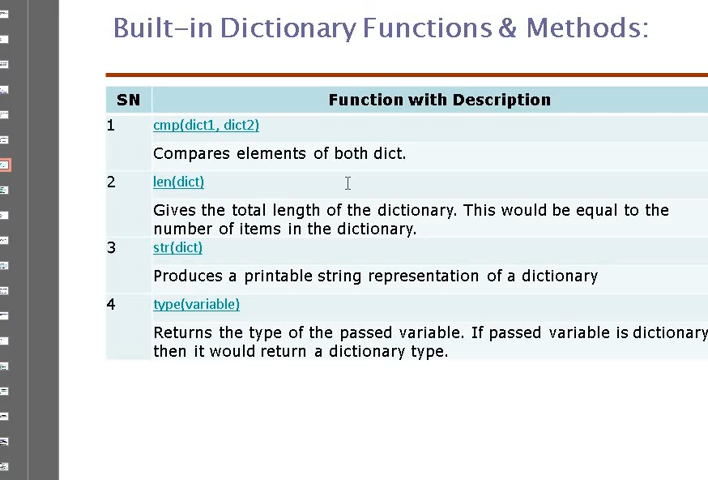 Built-in Dictionary Functions & Methods:
SN Function with Description
1 cmp(dict1, dict2)
Compares elements of both dict.
2 len(dict)
Gives the total length of the dictionary. This would be equal to the
number of items in the dictionary.
3 str(dict)
Produces a printable string representation of a dictionary
4 type(variable)
Returns the type of the passed variable. If passed variable is dictionary
then it would return a dictionary type.